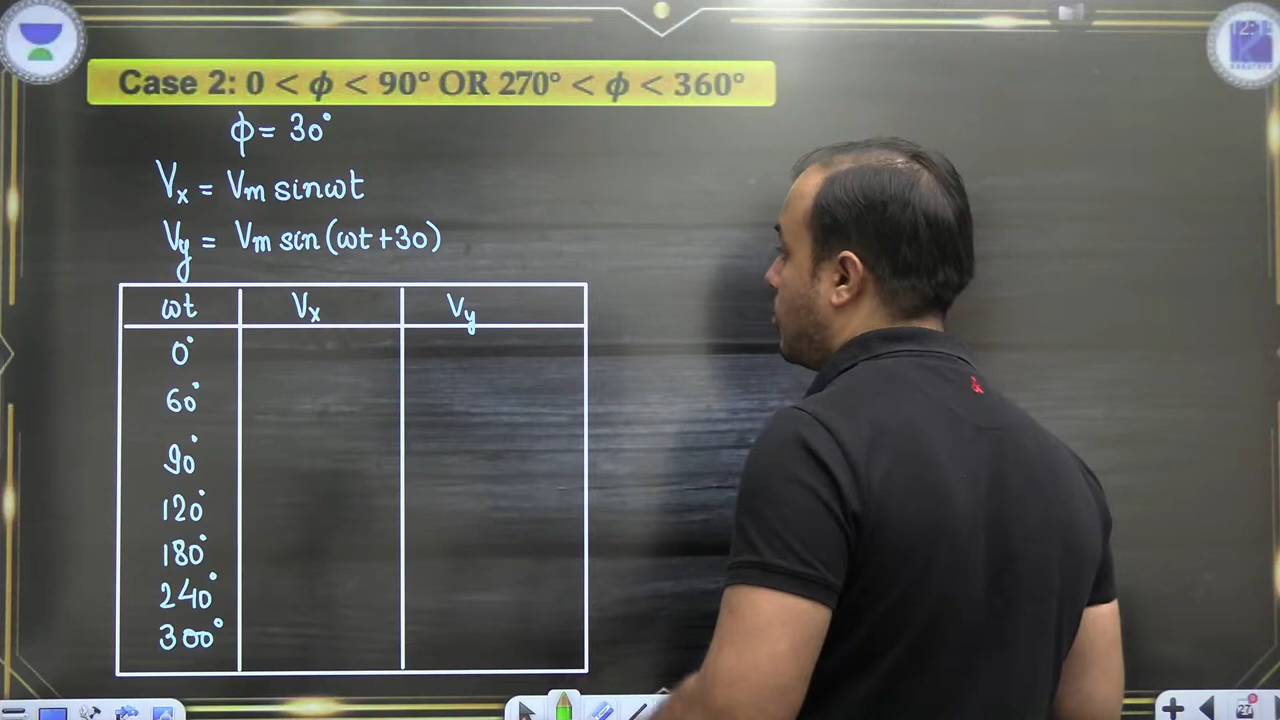 Case 2: 0 < ϕ < 90° OR 270° < ϕ < 360°
ϕ = 30°
Vx = Vm sinωt
Vy = Vm sin (ωt + 30)
ωt Vx Vy
0°
60°
90°
120°
180°
240°
300°